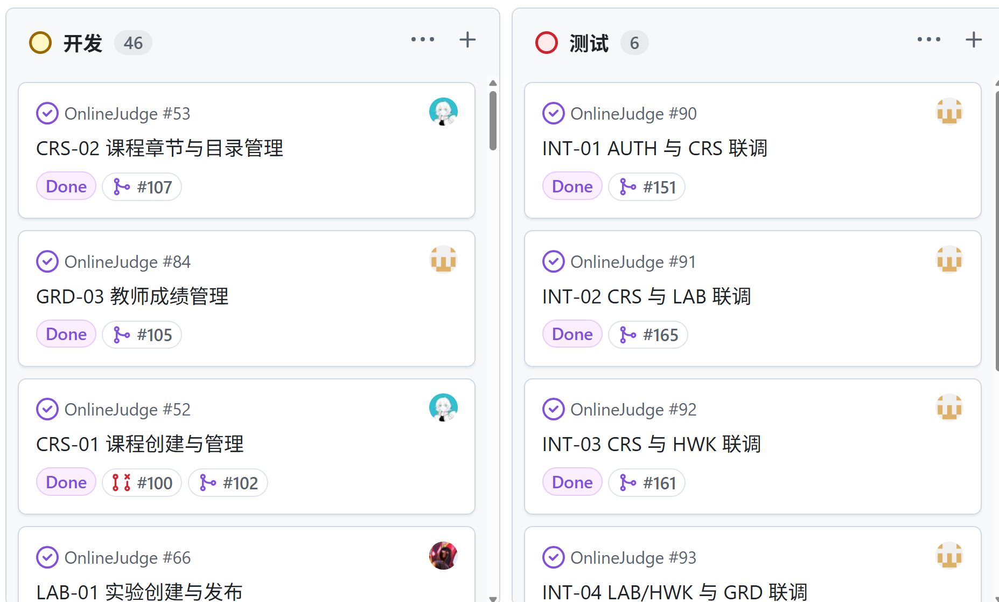 开发 46
OnlineJudge #53
CRS-02 课程章节与目录管理
Done #107
OnlineJudge #84
GRD-03 教师成绩管理
Done #105
OnlineJudge #52
CRS-01 课程创建与管理
Done #100 #102
OnlineJudge #66
LAB-01 实验创建与发布
测试 6
OnlineJudge #90
INT-01 AUTH 与 CRS 联调
Done #151
OnlineJudge #91
INT-02 CRS 与 LAB 联调
Done #165
OnlineJudge #92
INT-03 CRS 与 HWK 联调
Done #161
OnlineJudge #93
INT-04 LAB/HWK 与 GRD 联调